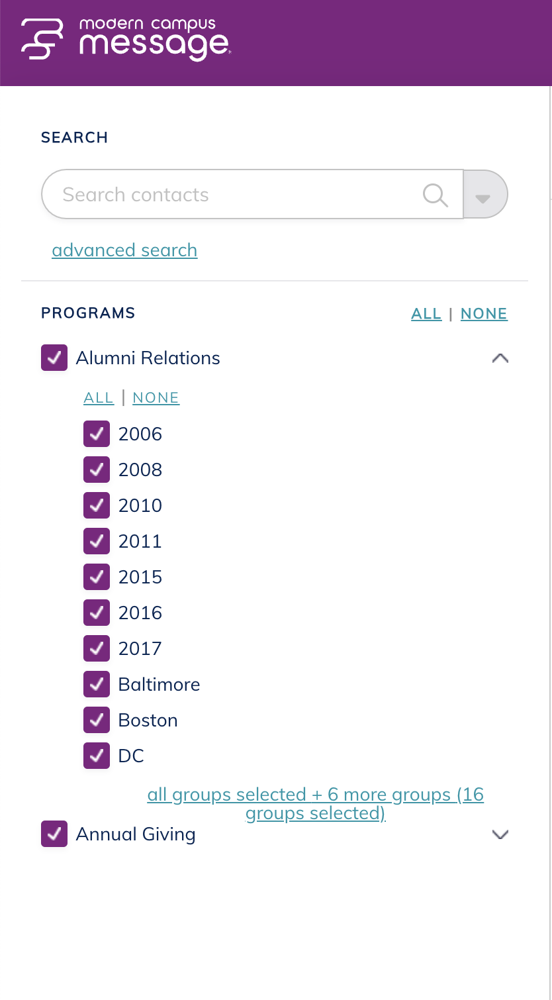 modern campus
message
SEARCH
Search contacts
advanced search
PROGRAMS
ALL | NONE
Alumni Relations
ALL | NONE
2006
2008
2010
2011
2015
2016
2017
Baltimore
Boston
DC
all groups selected + 6 more groups (16
groups selected)
Annual Giving